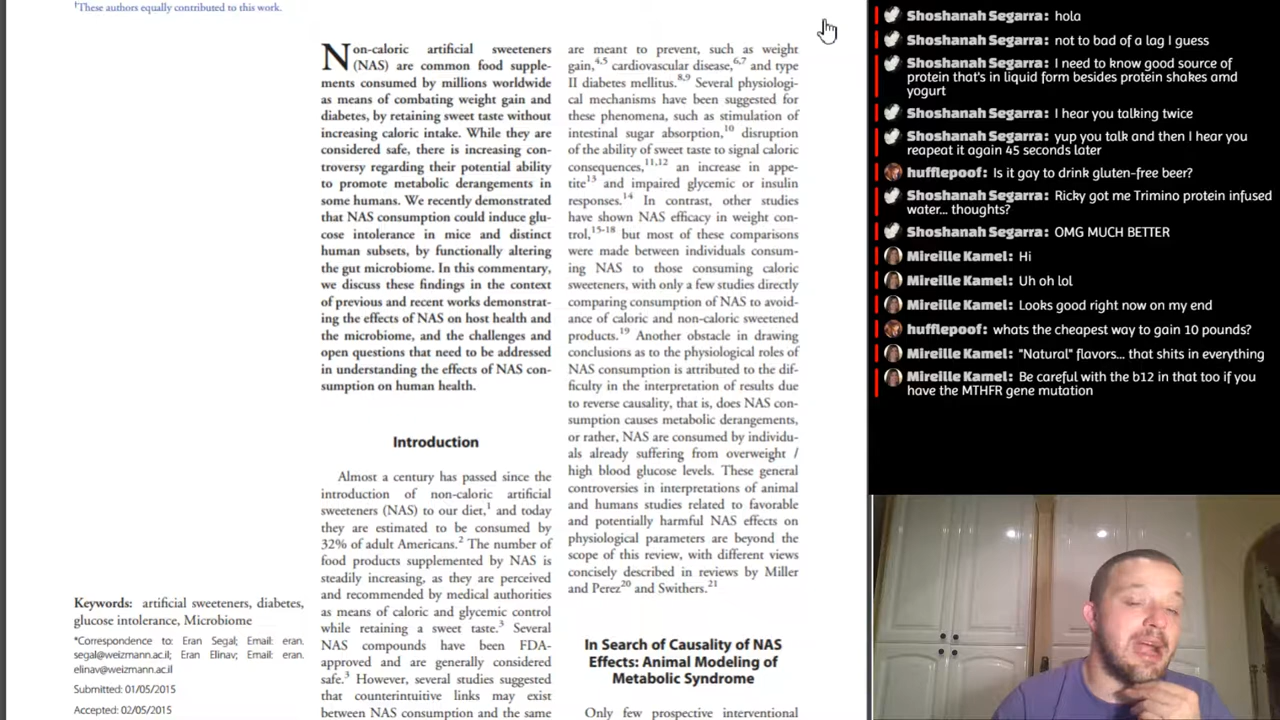 †These authors equally contributed to this work.
Non-caloric artificial sweeteners
(NAS) are common food supple-
ments consumed by millions worldwide
as means of combating weight gain and
diabetes, by retaining sweet taste without
increasing caloric intake. While they are
considered safe, there is increasing con-
troversy regarding their potential ability
to promote metabolic derangements in
some humans. We recently demonstrated
that NAS consumption could induce glu-
cose intolerance in mice and distinct
human subsets, by functionally altering
the gut microbiome. In this commentary,
we discuss these findings in the context
of previous and recent works demonstrat-
ing the effects of NAS on host health and
the microbiome, and the challenges and
open questions that need to be addressed
in understanding the effects of NAS con-
sumption on human health.
Introduction
Almost a century has passed since the
introduction of non-caloric artificial
sweeteners (NAS) to our diet,1 and today
they are estimated to be consumed by
32% of adult Americans.2 The number of
food products supplemented by NAS is
steadily increasing, as they are perceived
and recommended by medical authorities
as means of caloric and glycemic control
while retaining a sweet taste.3 Several
NAS compounds have been FDA-
approved and are generally considered
safe.3 However, several studies suggested
that counterintuitive links may exist
between NAS consumption and the same
Keywords: artificial sweeteners, diabetes,
glucose intolerance, Microbiome
*Correspondence to: Eran Segal; Email: eran.
segal@weizmann.ac.il; Eran Elinav; Email: eran.
elinav@weizmann.ac.il
Submitted: 01/05/2015
Accepted: 02/05/2015
are meant to prevent, such as weight
gain,4,5 cardiovascular disease,6,7 and type
II diabetes mellitus.8,9 Several physiologi-
cal mechanisms have been suggested for
these phenomena, such as stimulation of
intestinal sugar absorption,10 disruption
of the ability of sweet taste to signal caloric
consequences,11,12 an increase in appe-
tite13 and impaired glycemic or insulin
responses.14 In contrast, other studies
have shown NAS efficacy in weight con-
trol,15-18 but most of these comparisons
were made between individuals consum-
ing NAS to those consuming caloric
sweeteners, with only a few studies directly
comparing consumption of NAS to avoid-
ance of caloric and non-caloric sweetened
products.19 Another obstacle in drawing
conclusions as to the physiological roles of
NAS consumption is attributed to the dif-
ficulty in the interpretation of results due
to reverse causality, that is, does NAS con-
sumption causes metabolic derangements,
or rather, NAS are consumed by individu-
als already suffering from overweight /
high blood glucose levels. These general
controversies in interpretations of animal
and humans studies related to favorable
and potentially harmful NAS effects on
physiological parameters are beyond the
scope of this review, with different views
concisely described in reviews by Miller
and Perez20 and Swithers.21
In Search of Causality of NAS
Effects: Animal Modeling of
Metabolic Syndrome
Only few prospective interventional
Shoshanah Segarra: hola
Shoshanah Segarra: not to bad of a lag I guess
Shoshanah Segarra: I need to know good source of
protein that's in liquid form besides protein shakes amd
yogurt
Shoshanah Segarra: I hear you talking twice
Shoshanah Segarra: yup you talk and then I hear you
reapeat it again 45 seconds later
hufflepoof: Is it gay to drink gluten-free beer?
Shoshanah Segarra: Ricky got me Trimino protein infused
water... thoughts?
Shoshanah Segarra: OMG MUCH BETTER
Mireille Kamel: Hi
Mireille Kamel: Uh oh lol
Mireille Kamel: Looks good right now on my end
hufflepoof: whats the cheapest way to gain 10 pounds?
Mireille Kamel: "Natural" flavors... that shits in everything
Mireille Kamel: Be careful with the b12 in that too if you
have the MTHFR gene mutation